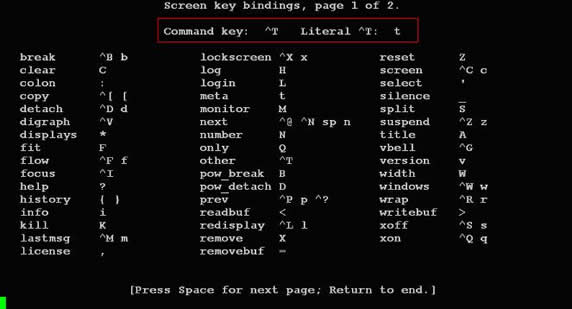 Screen key bindings, page 1 of 2.
Command key:  ^T   Literal ^T:  t
break ^B b lockscreen ^X x reset Z
clear C log H screen ^C c
colon : login L select '
copy ^[ [ meta t silence _
detach ^D d monitor M split S
digraph ^V next ^@ ^N sp n suspend ^Z z
displays * number N title A
fit F only Q vbell ^G
flow ^F f other ^T version v
focus ^I pow_break B width W
help ? pow_detach D windows ^W w
history { } prev ^P p ^? wrap ^R r
info i readbuf < writebuf >
kill K redisplay ^L l xoff ^S s
lastmsg ^M m remove X xon ^Q q
license , removebuf =
[Press Space for next page; Return to end.]